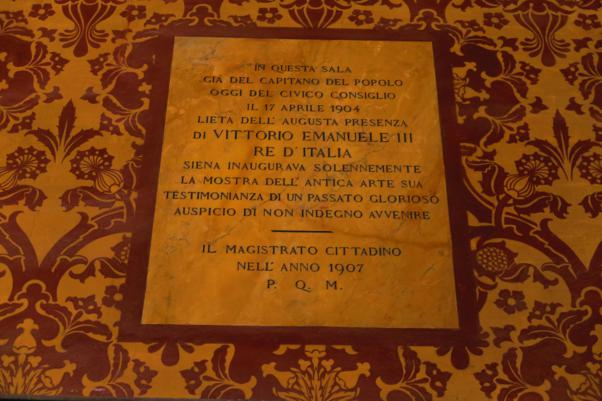 IN QUESTA SALA
GIÀ DEL CAPITANO DEL POPOLO
OGGI DEL CIVICO CONSIGLIO
IL 17 APRILE 1904
LIETA DELL' AUGUSTA PRESENZA
DI VITTORIO EMANUELE III
RE D' ITALIA
SIENA INAUGURAVA SOLENNEMENTE
LA MOSTRA DELL' ANTICA ARTE SUA
TESTIMONIANZA DI UN PASSATO GLORIOSO
AUSPICIO DI NON INDEGNO AVVENIRE
IL MAGISTRATO CITTADINO
NELL' ANNO 1907
P. Q. M.